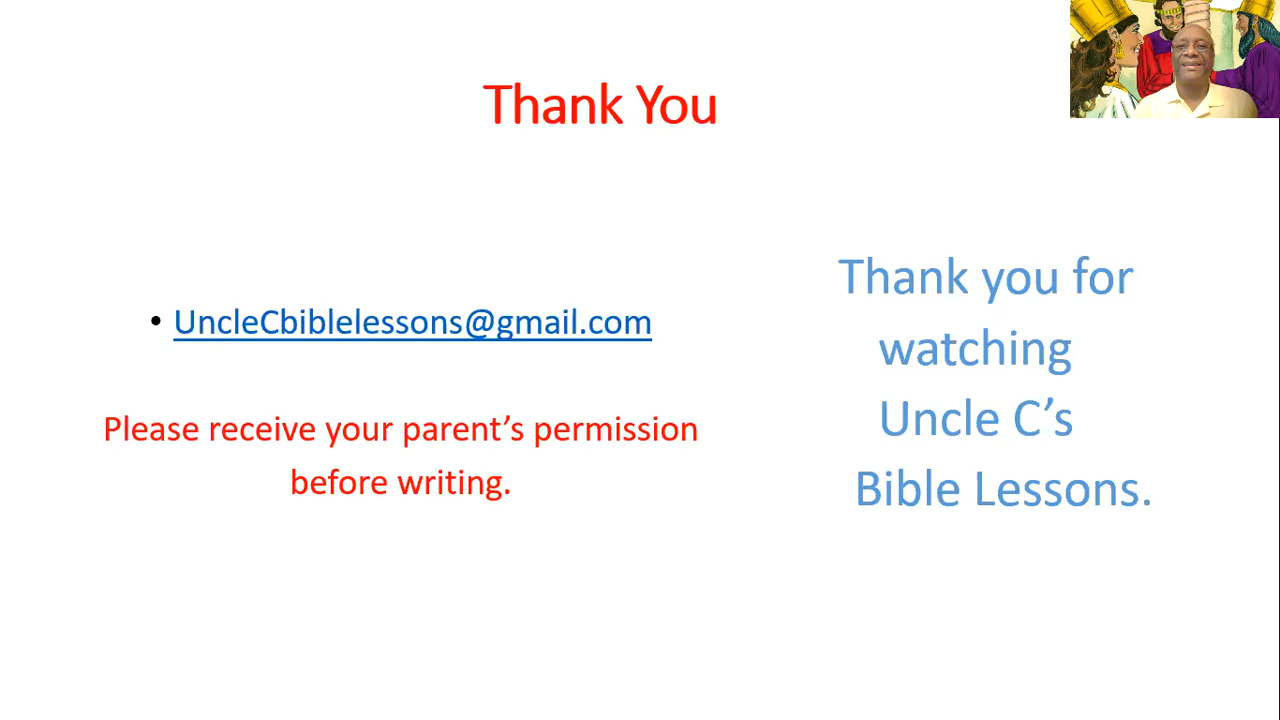 Thank You
• UncleCbiblelessons@gmail.com
Please receive your parent’s permission
before writing.
Thank you for
watching
Uncle C’s
Bible Lessons.